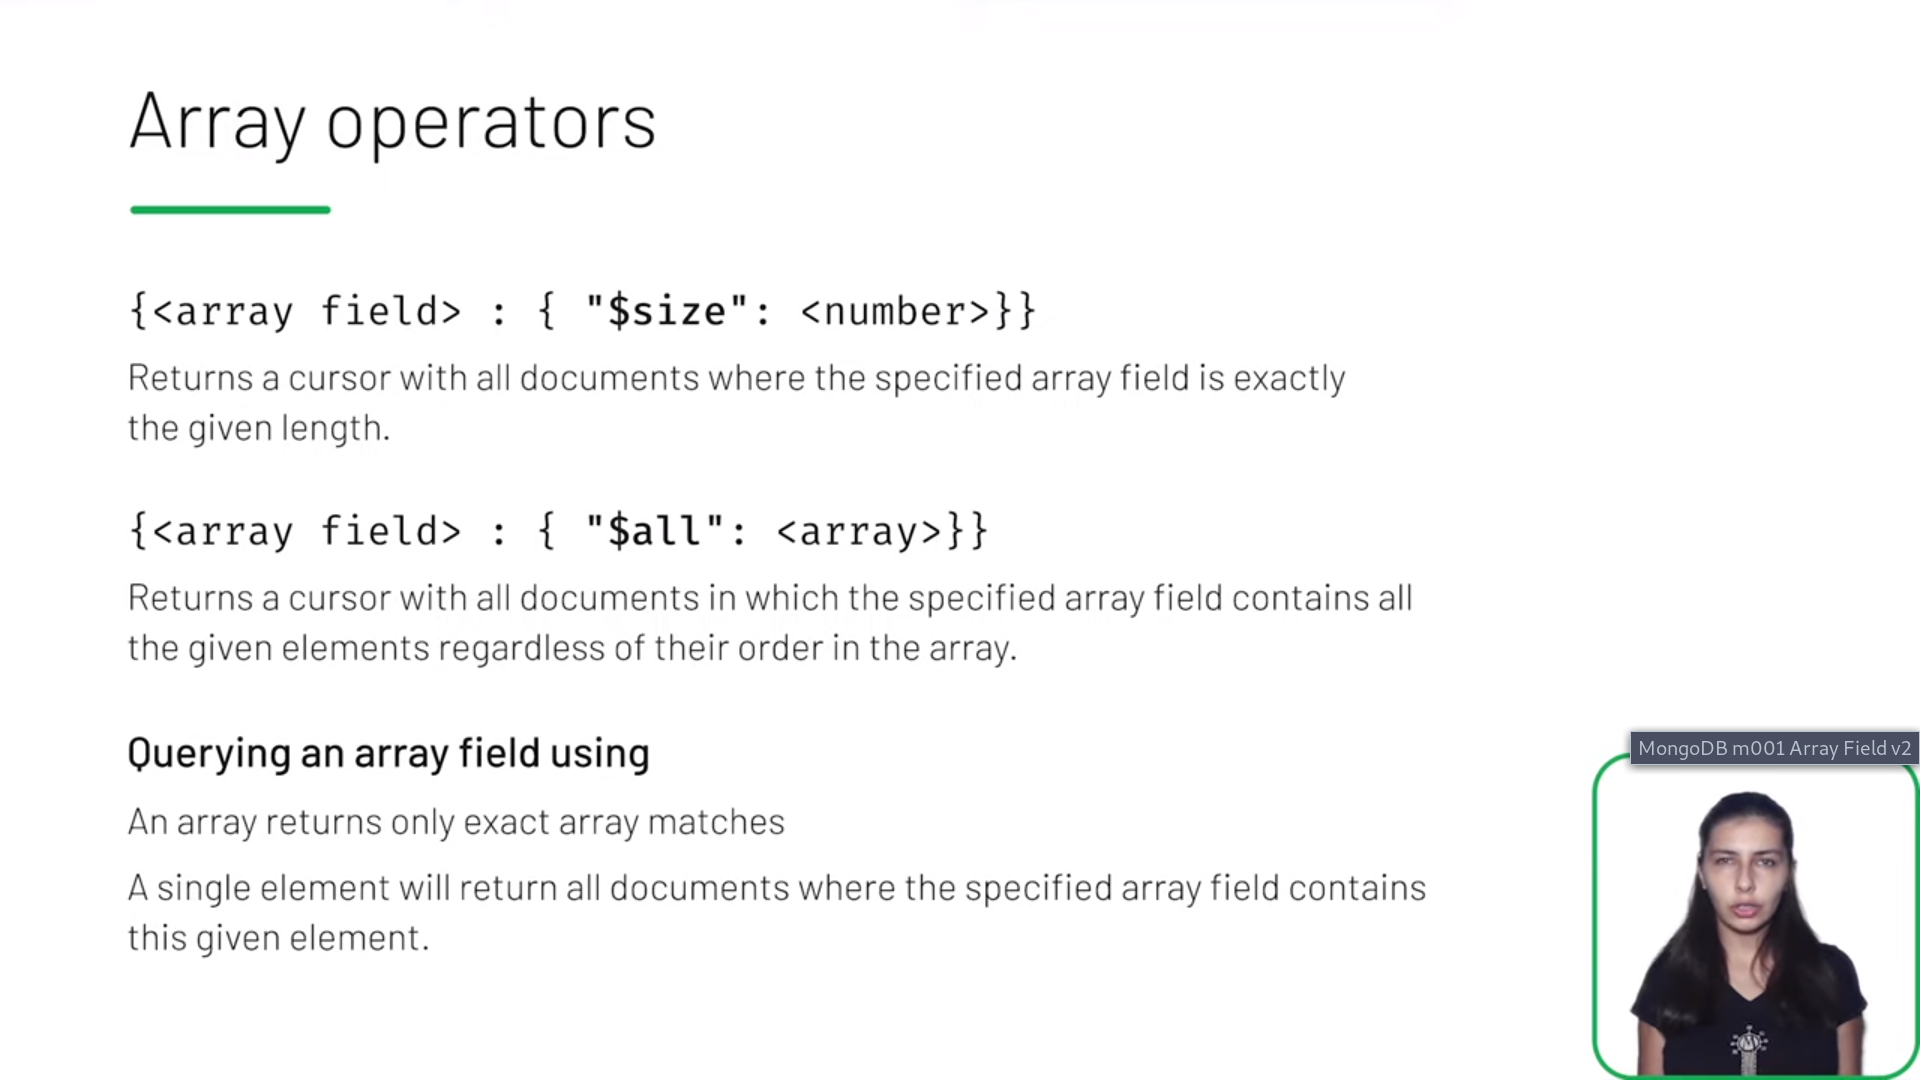 Array operators
{<array field> : { "$size": <number>}}
Returns a cursor with all documents where the specified array field is exactly
the given length.
{<array field> : { "$all": <array>}}
Returns a cursor with all documents in which the specified array field contains all
the given elements regardless of their order in the array.
Querying an array field using
An array returns only exact array matches
A single element will return all documents where the specified array field contains
this given element.
MongoDB m001 Array Field v2